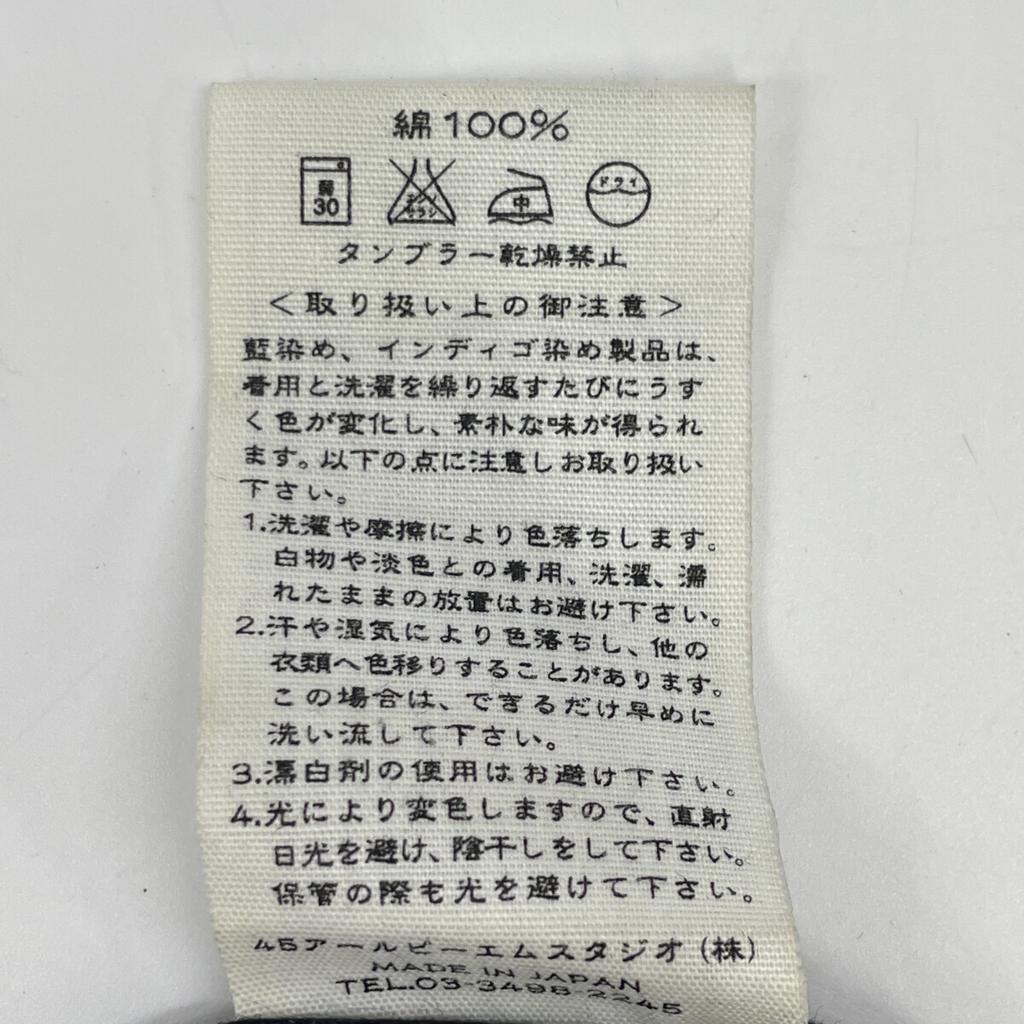 綿100%
弱 30 エンソサラシ 中 ドライ
タンブラー乾燥禁止
<取り扱い上の御注意>
藍染め、インディゴ染め製品は、
着用と洗濯を繰り返すたびにうす
く色が変化し、素朴な味が得られ
ます。以下の点に注意しお取り扱い
下さい。
1.洗濯や摩擦により色落ちします。
白物や淡色との着用、洗濯、濡
れたままの放置はお避け下さい。
2.汗や湿気により色落ちし、他の
衣類へ色移りすることがあります。
この場合は、できるだけ早めに
洗い流して下さい。
3.漂白剤の使用はお避け下さい。
4.光により変色しますので、直射
日光を避け、陰干しをして下さい。
保管の際も光を避けて下さい。
45アールピーエムスタジオ(株)
MADE IN JAPAN
TEL.03-3498-2245